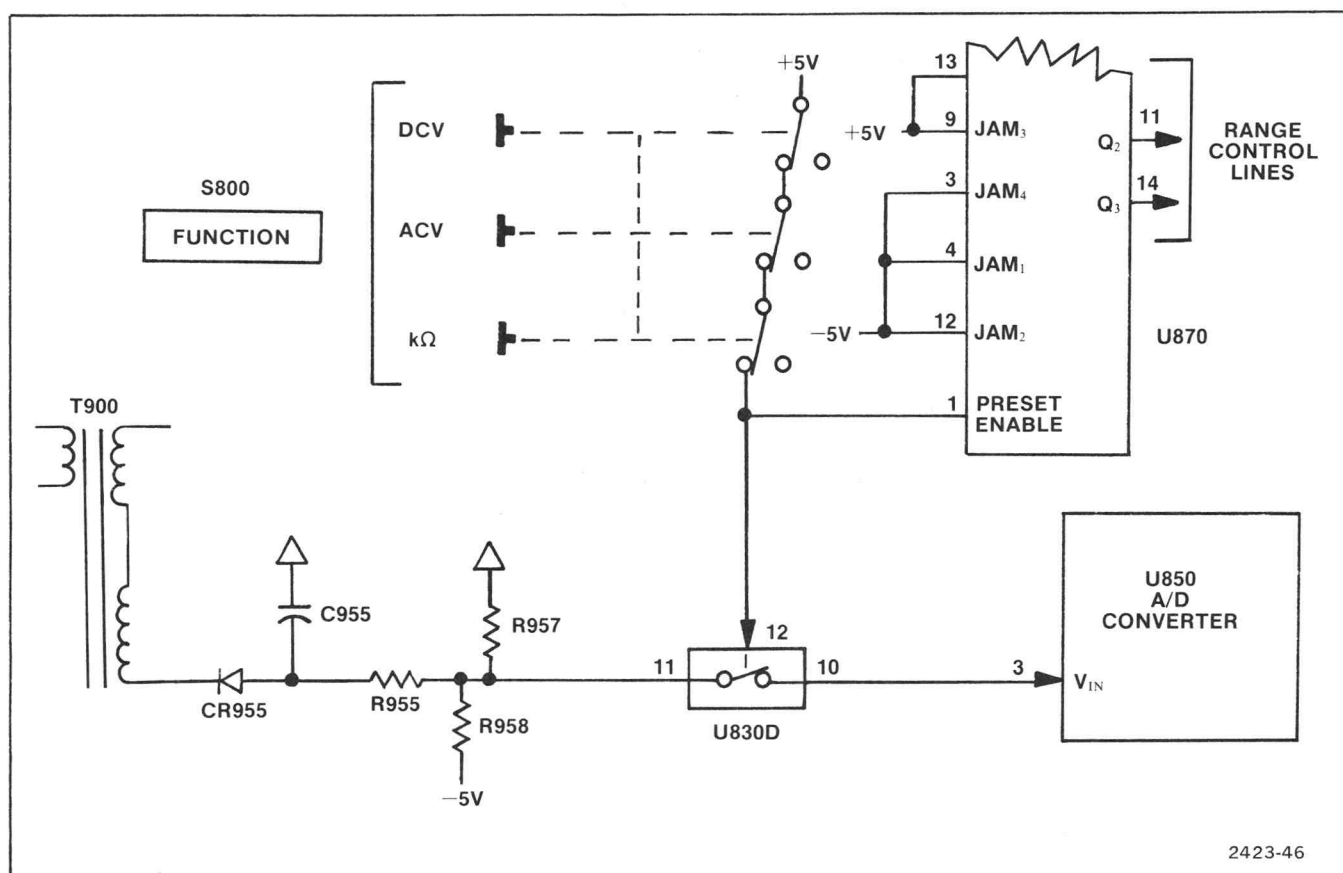 +5V
13
DCV
9
JAM₃
+5V
Q₂
11
RANGE
CONTROL
LINES
S800
FUNCTION
3
JAM₄
Q₃
14
ACV
4
JAM₁
kΩ
−5V
12
JAM₂
U870
T900
1
PRESET
ENABLE
C955
R957
U850
A/D
CONVERTER
12
11
10
3
V_IN
CR955
R955
R958
U830D
−5V
2423-46